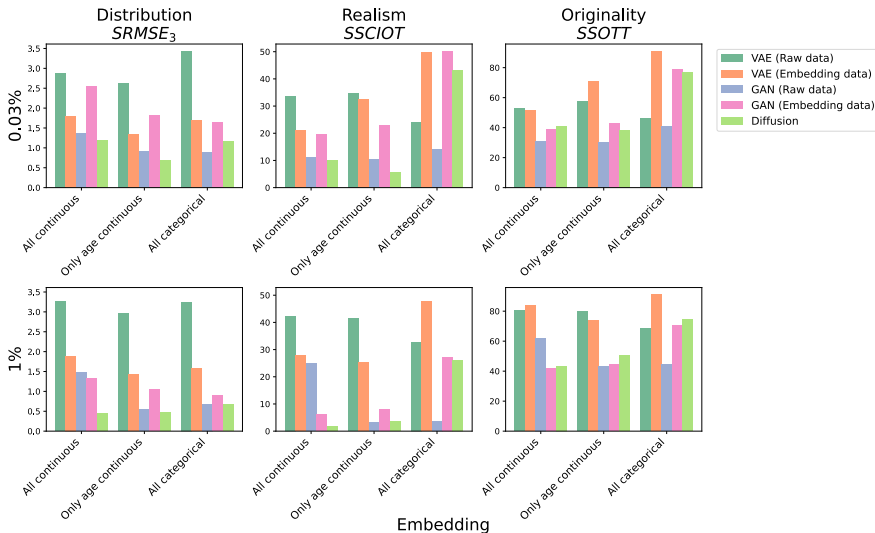 Distribution
SRMSE₃
Realism
SSCIOT
Originality
SSOTT
0.03%
3.5
3.0
2.5
2.0
1.5
1.0
0.5
0.0
All continuous
Only age continuous
All categorical
50
40
30
20
10
0
All continuous
Only age continuous
All categorical
80
60
40
20
0
All continuous
Only age continuous
All categorical
VAE (Raw data)
VAE (Embedding data)
GAN (Raw data)
GAN (Embedding data)
Diffusion
1%
3.5
3.0
2.5
2.0
1.5
1.0
0.5
0.0
All continuous
Only age continuous
All categorical
50
40
30
20
10
0
All continuous
Only age continuous
All categorical
80
60
40
20
0
All continuous
Only age continuous
All categorical
Embedding